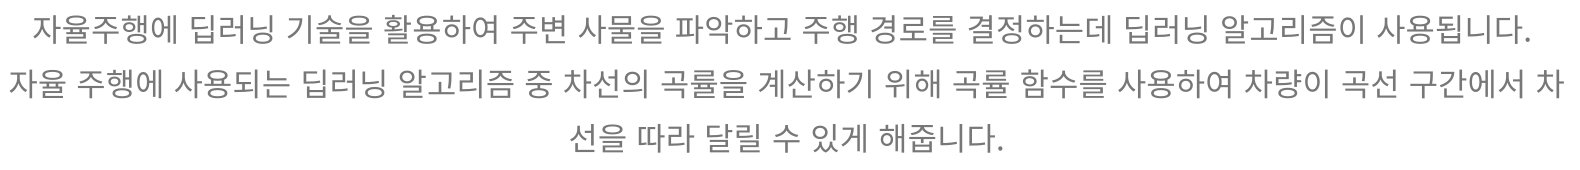 자율주행에 딥러닝 기술을 활용하여 주변 사물을 파악하고 주행 경로를 결정하는데 딥러닝 알고리즘이 사용됩니다.
자율 주행에 사용되는 딥러닝 알고리즘 중 차선의 곡률을 계산하기 위해 곡률 함수를 사용하여 차량이 곡선 구간에서 차
선을 따라 달릴 수 있게 해줍니다.